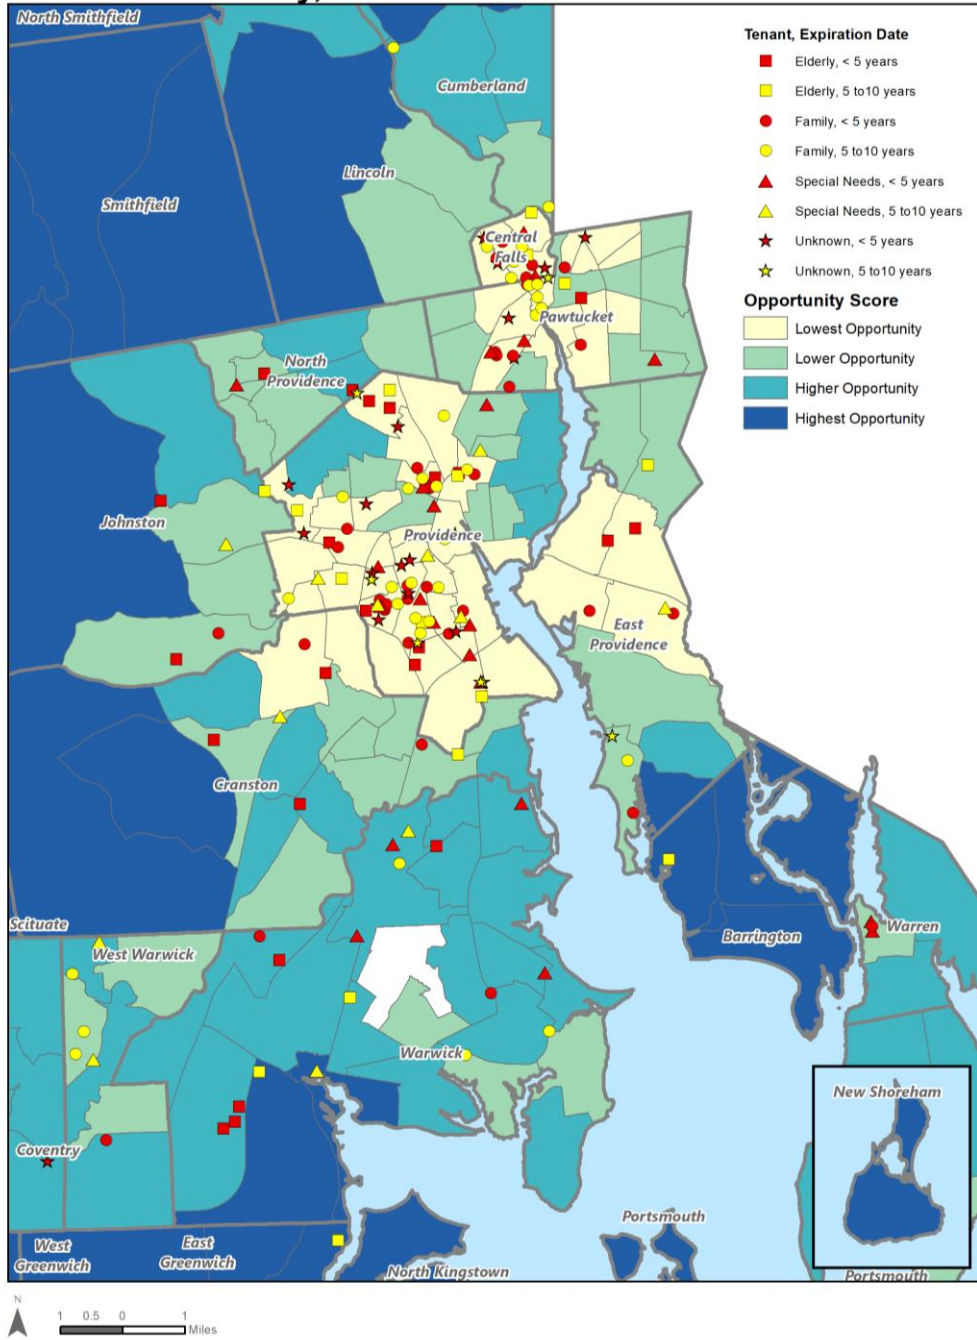 North Smithfield
Cumberland
Lincoln
Smithfield
Central
Falls
Pawtucket
North
Providence
Johnston
Providence
East
Providence
Cranston
Scituate
West Warwick
Barrington
Warren
Warwick
Coventry
New Shoreham
Portsmouth
West
Greenwich
East
Greenwich
North Kingstown
Portsmouth
Tenant, Expiration Date
Elderly, < 5 years
Elderly, 5 to10 years
Family, < 5 years
Family, 5 to10 years
Special Needs, < 5 years
Special Needs, 5 to10 years
Unknown, < 5 years
Unknown, 5 to10 years
Opportunity Score
Lowest Opportunity
Lower Opportunity
Higher Opportunity
Highest Opportunity
N
1 0.5 0 1
Miles